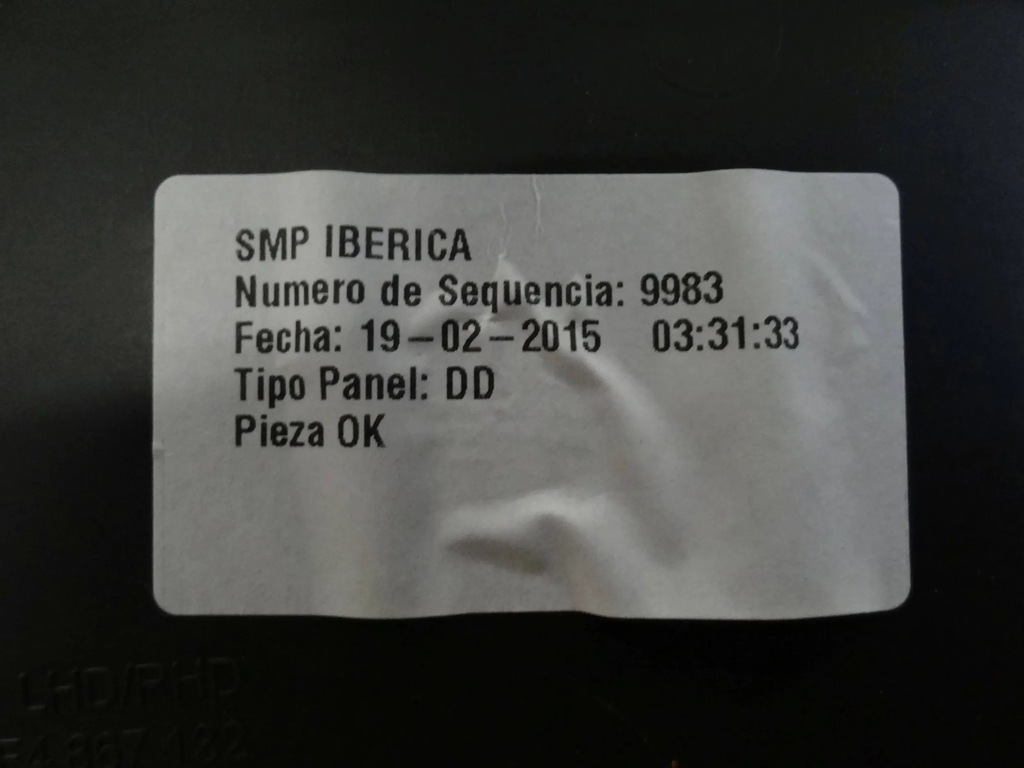 SMP IBERICA
Numero de Sequencia: 9983
Fecha: 19-02-2015 03:31:33
Tipo Panel: DD
Pieza OK
LHD/RHD